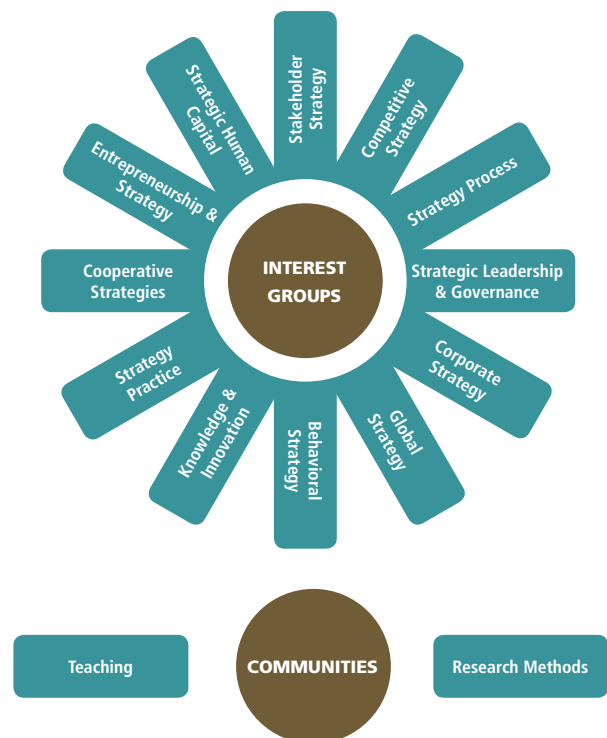 Stakeholder
Strategy
Competitive
Strategy
Strategy Process
Strategic Leadership
& Governance
Corporate
Strategy
Global
Strategy
Behavioral
Strategy
Knowledge &
Innovation
Strategy
Practice
Cooperative
Strategies
Entrepreneurship &
Strategy
Strategic Human
Capital
INTEREST
GROUPS
Teaching
COMMUNITIES
Research Methods